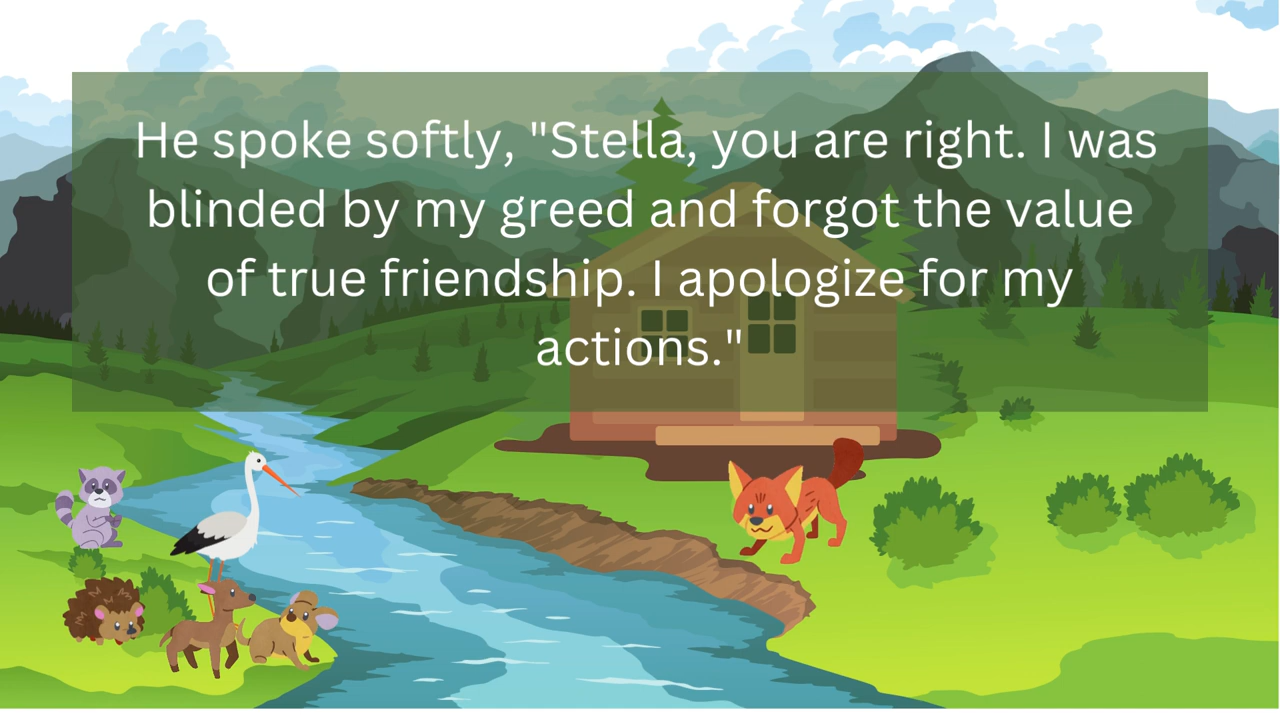 He spoke softly, "Stella, you are right. I was
blinded by my greed and forgot the value
of true friendship. I apologize for my
actions."